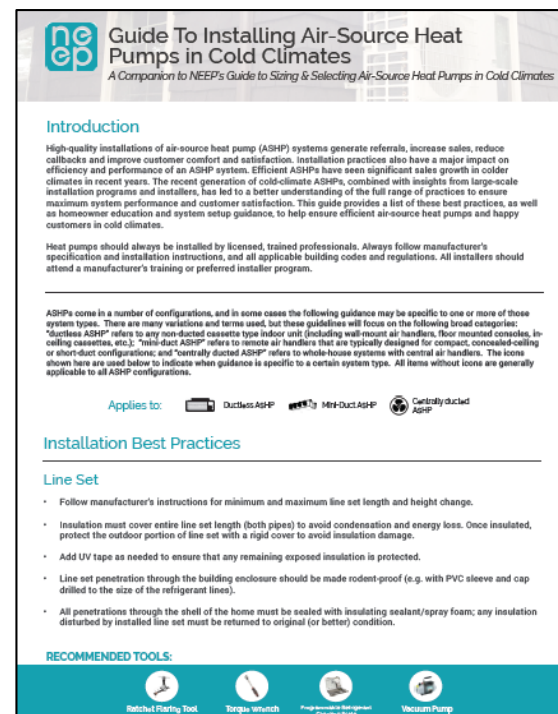 ne
ep
Guide To Installing Air-Source Heat
Pumps in Cold Climates
A Companion to NEEP's Guide to Sizing & Selecting Air-Source Heat Pumps in Cold Climates
Introduction
High-quality installations of air-source heat pump (ASHP) systems generate referrals, increase sales, reduce
callbacks and improve customer comfort and satisfaction. Installation practices also have a major impact on
efficiency and performance of an ASHP system. Efficient ASHPs have seen significant sales growth in colder
climates in recent years. The recent generation of cold-climate ASHPs, combined with insights from large-scale
installation programs and installers, has led to a better understanding of the full range of practices to ensure
maximum system performance and customer satisfaction. This guide provides a list of these best practices, as well
as homeowner education and system setup guidance, to help ensure efficient air-source heat pumps and happy
customers in cold climates.
Heat pumps should always be installed by licensed, trained professionals. Always follow manufacturer's
specification and installation instructions, and all applicable building codes and regulations. All installers should
attend a manufacturer's training or preferred installer program.
ASHPs come in a number of configurations, and in some cases the following guidance may be specific to one or more of those
system types. There are many variations and terms used, but these guidelines will focus on the following broad categories:
"ductless ASHP" refers to any non-ducted cassette type indoor unit (including wall-mount air handlers, floor mounted consoles, in-
ceiling cassettes, etc.); "mini-duct ASHP" refers to remote air handlers that are typically designed for compact, concealed-ceiling
or short-duct configurations; and "centrally ducted ASHP" refers to whole-house systems with central air handlers. The icons
shown here are used below to indicate when guidance is specific to a certain system type. All items without icons are generally
applicable to all ASHP configurations.
Applies to: Ductless ASHP Mini-Duct ASHP Centrally ducted
ASHP
Installation Best Practices
Line Set
• Follow manufacturer's instructions for minimum and maximum line set length and height change.
• Insulation must cover entire line set length (both pipes) to avoid condensation and energy loss. Once insulated,
protect the outdoor portion of line set with a rigid cover to avoid insulation damage.
• Add UV tape as needed to ensure that any remaining exposed insulation is protected.
• Line set penetration through the building enclosure should be made rodent-proof (e.g. with PVC sleeve and cap
drilled to the size of the refrigerant lines).
• All penetrations through the shell of the home must be sealed with insulating sealant/spray foam; any insulation
disturbed by installed line set must be returned to original (or better) condition.
RECOMMENDED TOOLS:
Ratchet Flaring Tool Torque Wrench Programmable Refrigerant Vacuum Pump